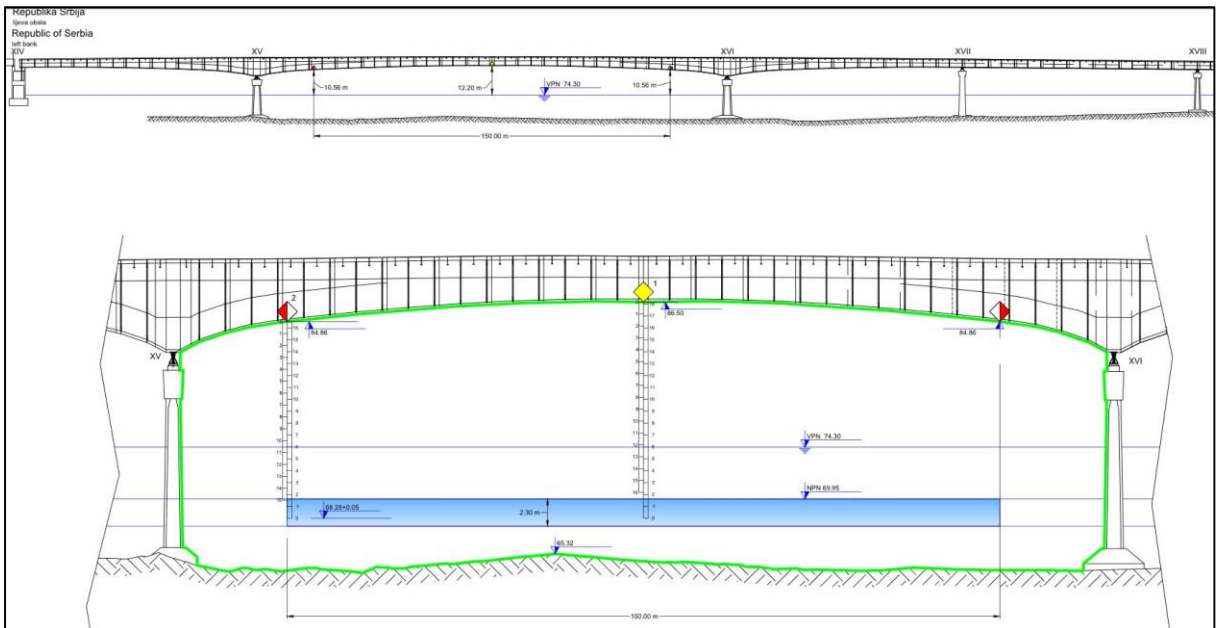 Republika Srbija
lijeva obala
Republic of Serbia
left bank
XIV
XV
XVI
XVII
XVIII
10.56 m
12.20 m
VPN 74.30
10.56 m
150.00 m
2
1
84.86
86.50
84.86
XV
XVI
VPN 74.30
NPN 69.95
68.28+0.05
2.30 m
65.32
150.00 m